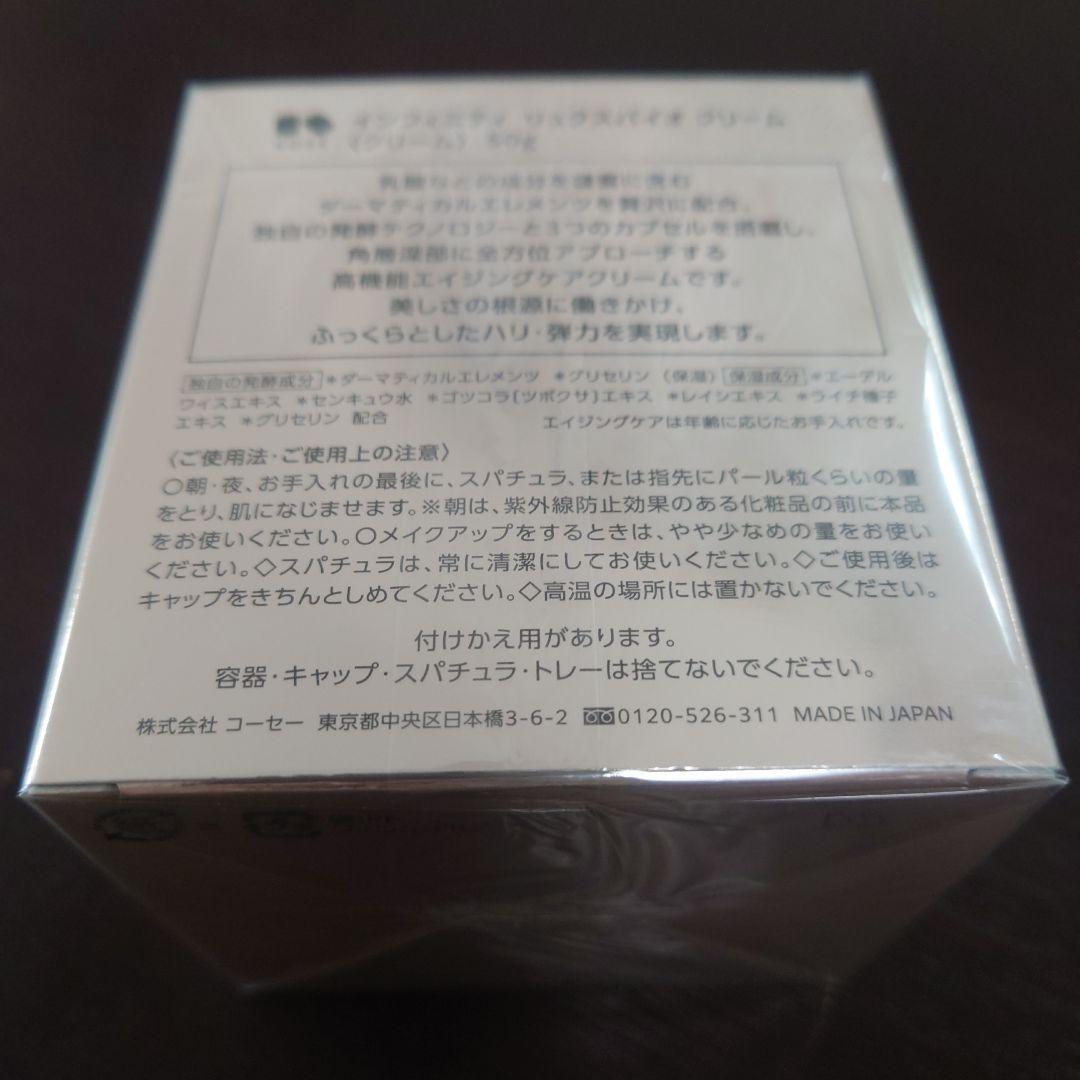 インフィニティ リュクスバイオ クリーム
(クリーム) 50g
乳酸などの成分を豊富に含む
ダーマティカルエレメンツを贅沢に配合。
独自の発酵テクノロジーと3つのカプセルを搭載し、
角層深部に全方位アプローチする
高機能エイジングケアクリームです。
美しさの根源に働きかけ、
ふっくらとしたハリ・弾力を実現します。
独自の発酵成分 *ダーマティカルエレメンツ *グリセリン (保湿) 保湿成分 *エーデル
ワイスエキス *センキュウ水 *ゴツコラ(ツボクサ)エキス *レイシエキス *ライチ種子
エキス *グリセリン 配合 エイジングケアは年齢に応じたお手入れです。
〈ご使用法・ご使用上の注意〉
○朝・夜、お手入れの最後に、スパチュラ、または指先にパール粒くらいの量
をとり、肌になじませます。※朝は、紫外線防止効果のある化粧品の前に本品
をお使いください。○メイクアップをするときは、やや少なめの量をお使い
ください。◇スパチュラは、常に清潔にしてお使いください。◇ご使用後は
キャップをきちんとしめてください。◇高温の場所には置かないでください。
付けかえ用があります。
容器・キャップ・スパチュラ・トレーは捨てないでください。
株式会社 コーセー 東京都中央区日本橋3-6-2 0120-526-311 MADE IN JAPAN